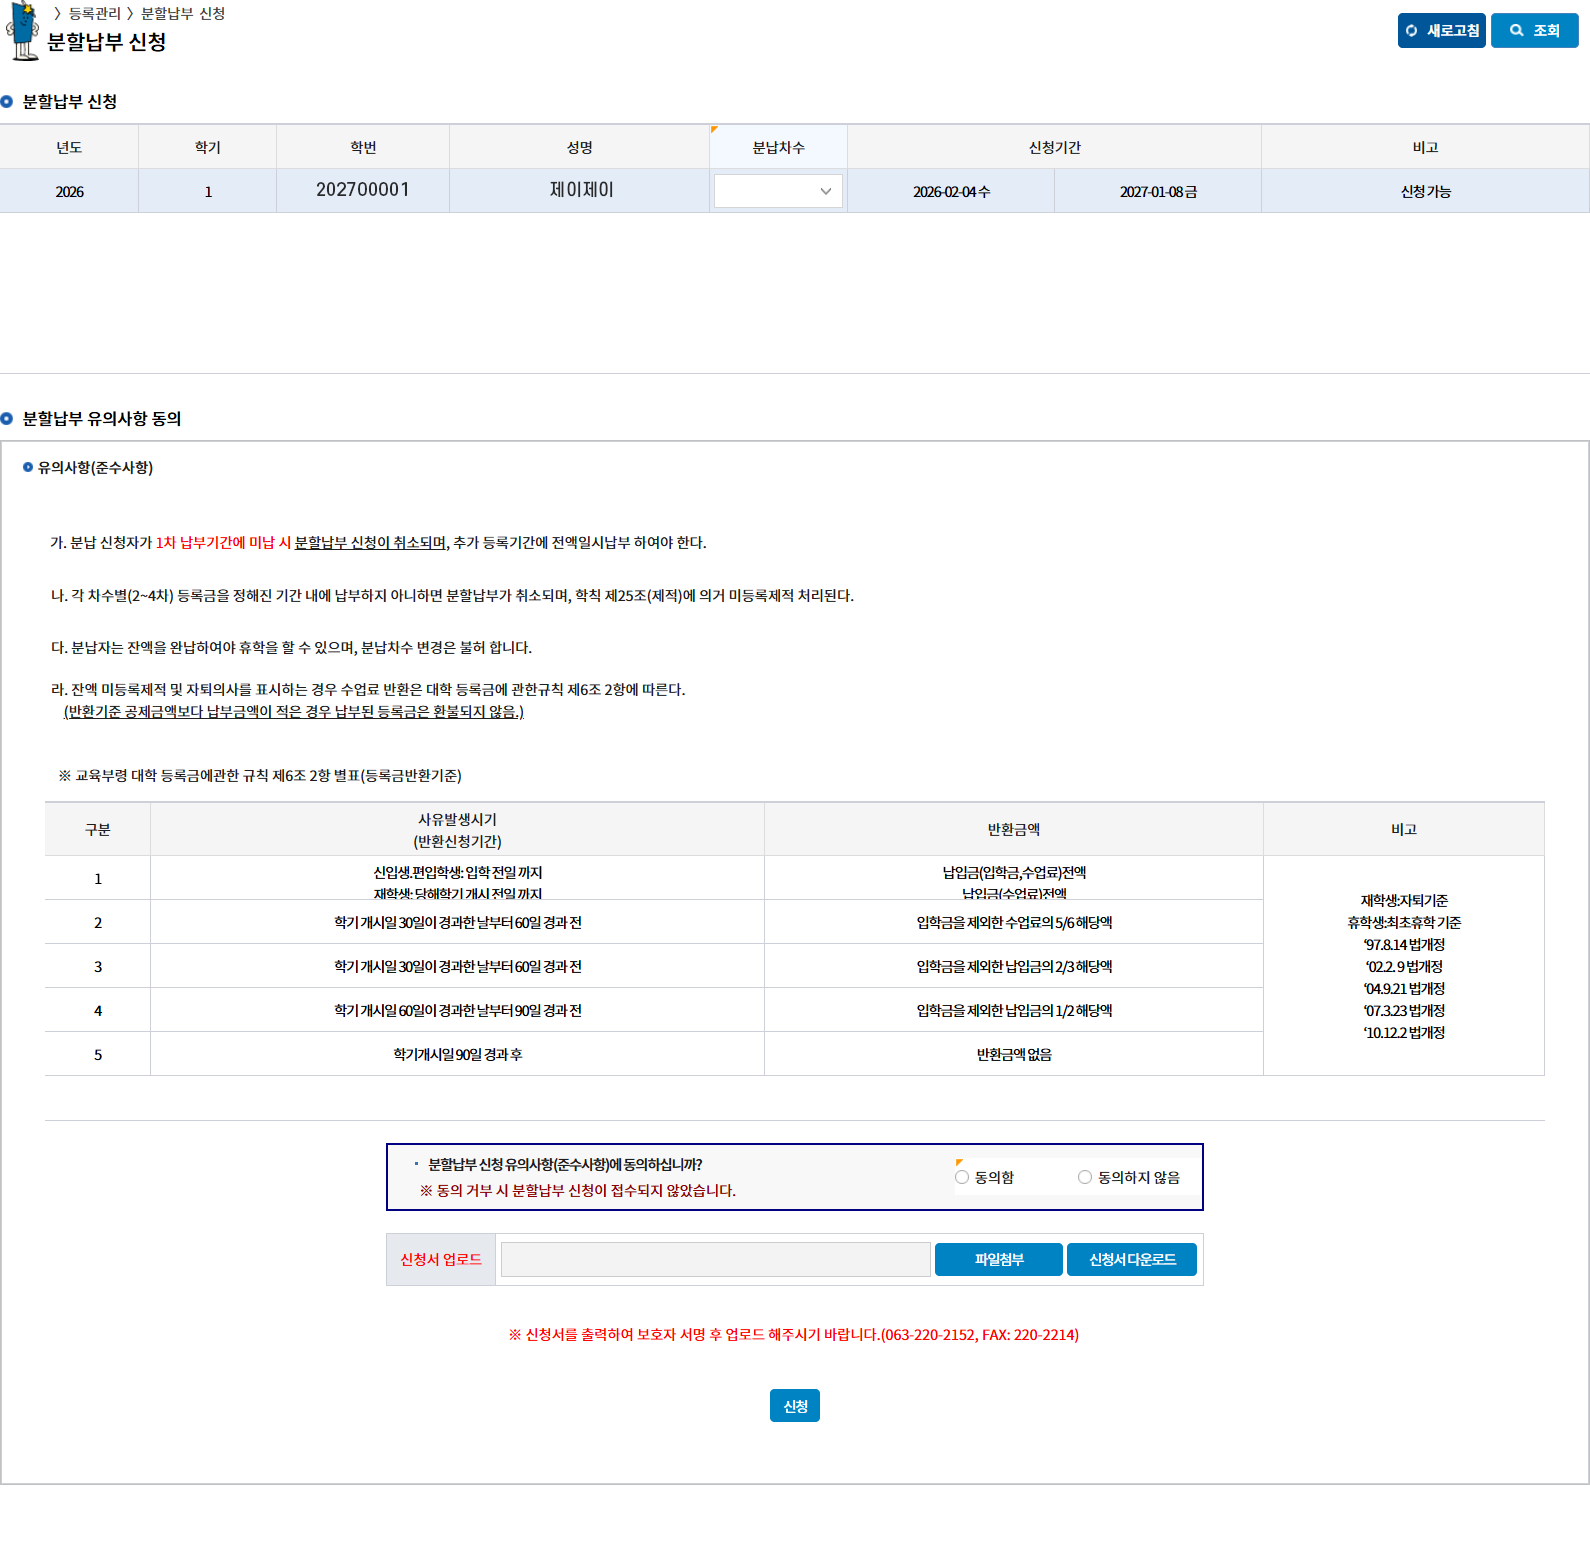 〉 등록관리 〉 분할납부 신청
분할납부 신청
새로고침
조회
분할납부 신청
년도 학기 학번 성명 분납차수 신청기간 비고
2026 1 202700001 제이제이 2026-02-04 수 2027-01-08 금 신청가능
분할납부 유의사항 동의
유의사항(준수사항)
가. 분납 신청자가 1차 납부기간에 미납 시 분할납부 신청이 취소되며, 추가 등록기간에 전액일시납부 하여야 한다.
나. 각 차수별(2~4차) 등록금을 정해진 기간 내에 납부하지 아니하면 분할납부가 취소되며, 학칙 제25조(제적)에 의거 미등록제적 처리된다.
다. 분납자는 잔액을 완납하여야 휴학을 할 수 있으며, 분납차수 변경은 불허 합니다.
라. 잔액 미등록제적 및 자퇴의사를 표시하는 경우 수업료 반환은 대학 등록금에 관한규칙 제6조 2항에 따른다.
(반환기준 공제금액보다 납부금액이 적은 경우 납부된 등록금은 환불되지 않음.)
※ 교육부령 대학 등록금에관한 규칙 제6조 2항 별표(등록금반환기준)
구분 사유발생시기 반환금액 비고
(반환신청기간)
1 신입생.편입학생: 입학 전일 까지 납입금(입학금,수업료)전액
재학생: 당해학기 개시 전일 까지 납입금(수업료)전액
2 학기 개시일 30일이 경과한 날부터 60일 경과 전 입학금을 제외한 수업료의 5/6 해당액
3 학기 개시일 30일이 경과한 날부터 60일 경과 전 입학금을 제외한 납입금의 2/3 해당액
4 학기 개시일 60일이 경과한 날부터 90일 경과 전 입학금을 제외한 납입금의 1/2 해당액
5 학기개시일 90일 경과 후 반환금액 없음
재학생:자퇴기준
휴학생:최초휴학 기준
‘97.8.14 법개정
‘02.2. 9 법개정
‘04.9.21 법개정
‘07.3.23 법개정
‘10.12.2 법개정
분할납부 신청 유의사항(준수사항)에 동의하십니까?
※ 동의 거부 시 분할납부 신청이 접수되지 않았습니다.
동의함 동의하지 않음
신청서 업로드 파일첨부 신청서 다운로드
※ 신청서를 출력하여 보호자 서명 후 업로드 해주시기 바랍니다.(063-220-2152, FAX: 220-2214)
신청